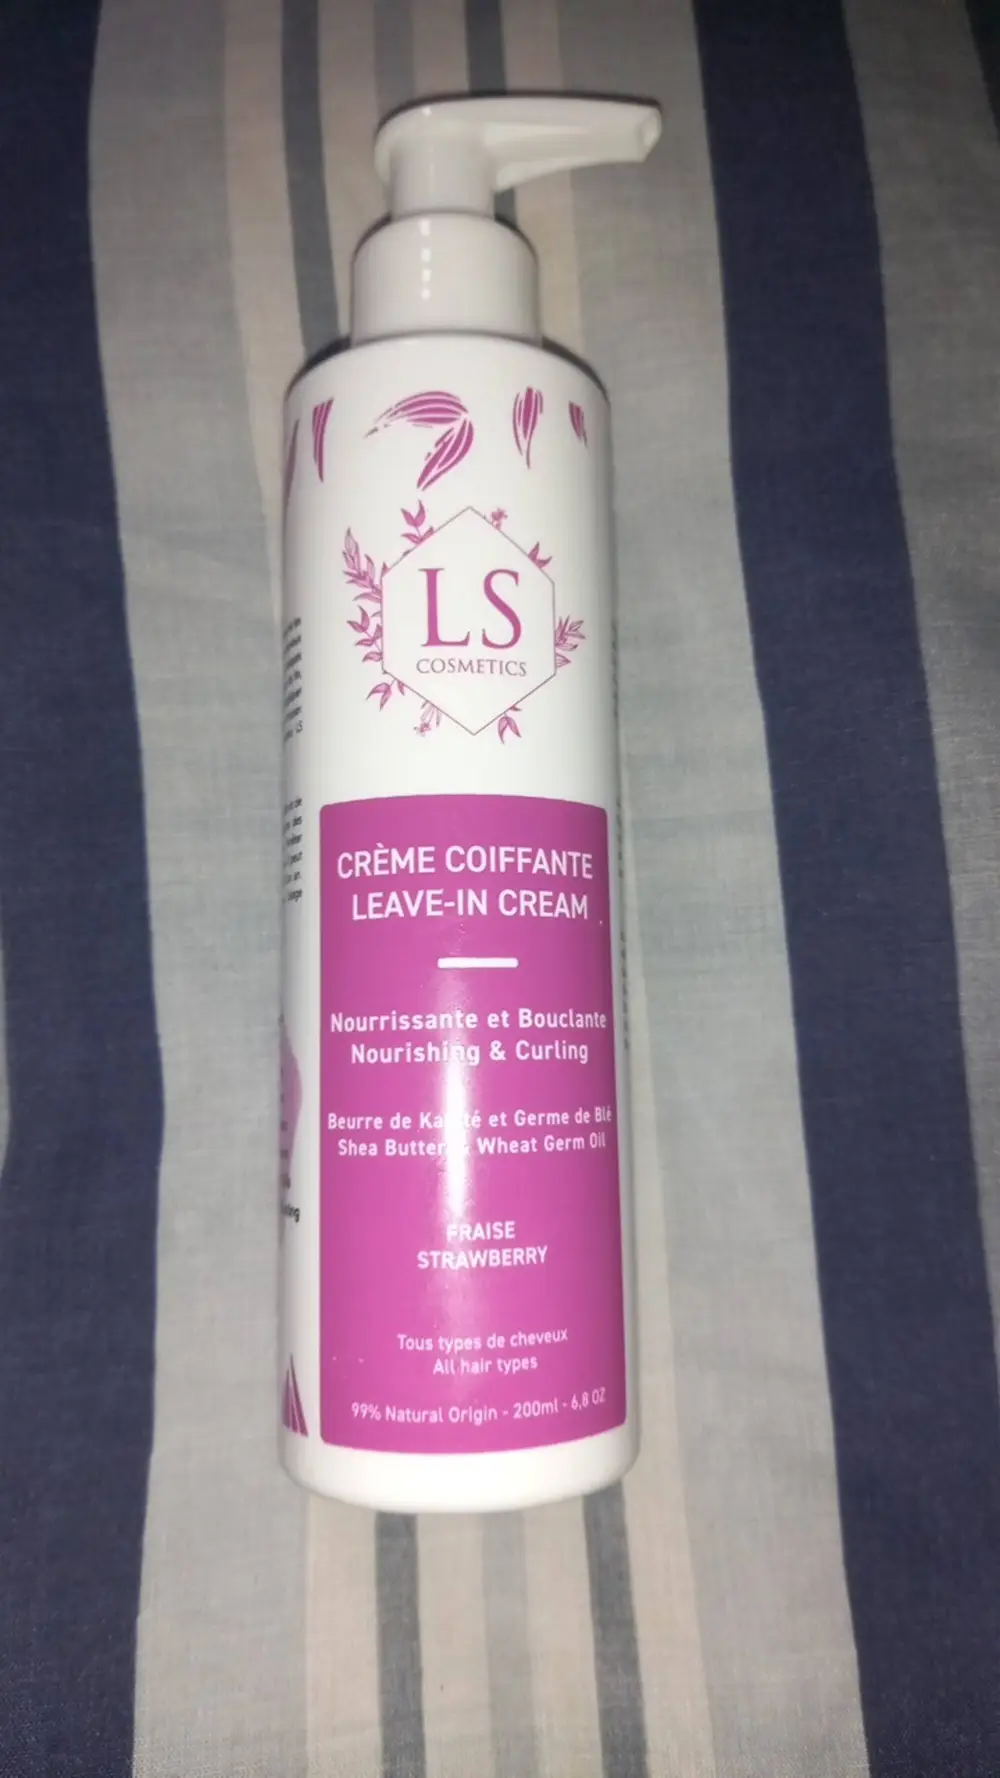 LS
COSMETICS
CRÈME COIFFANTE
LEAVE-IN CREAM
Nourrissante et Bouclante
Nourishing & Curling
Beurre de Karité et Germe de Blé
Shea Butter & Wheat Germ Oil
FRAISE
STRAWBERRY
Tous types de cheveux
All hair types
99% Natural Origin - 200ml - 6,8 OZ